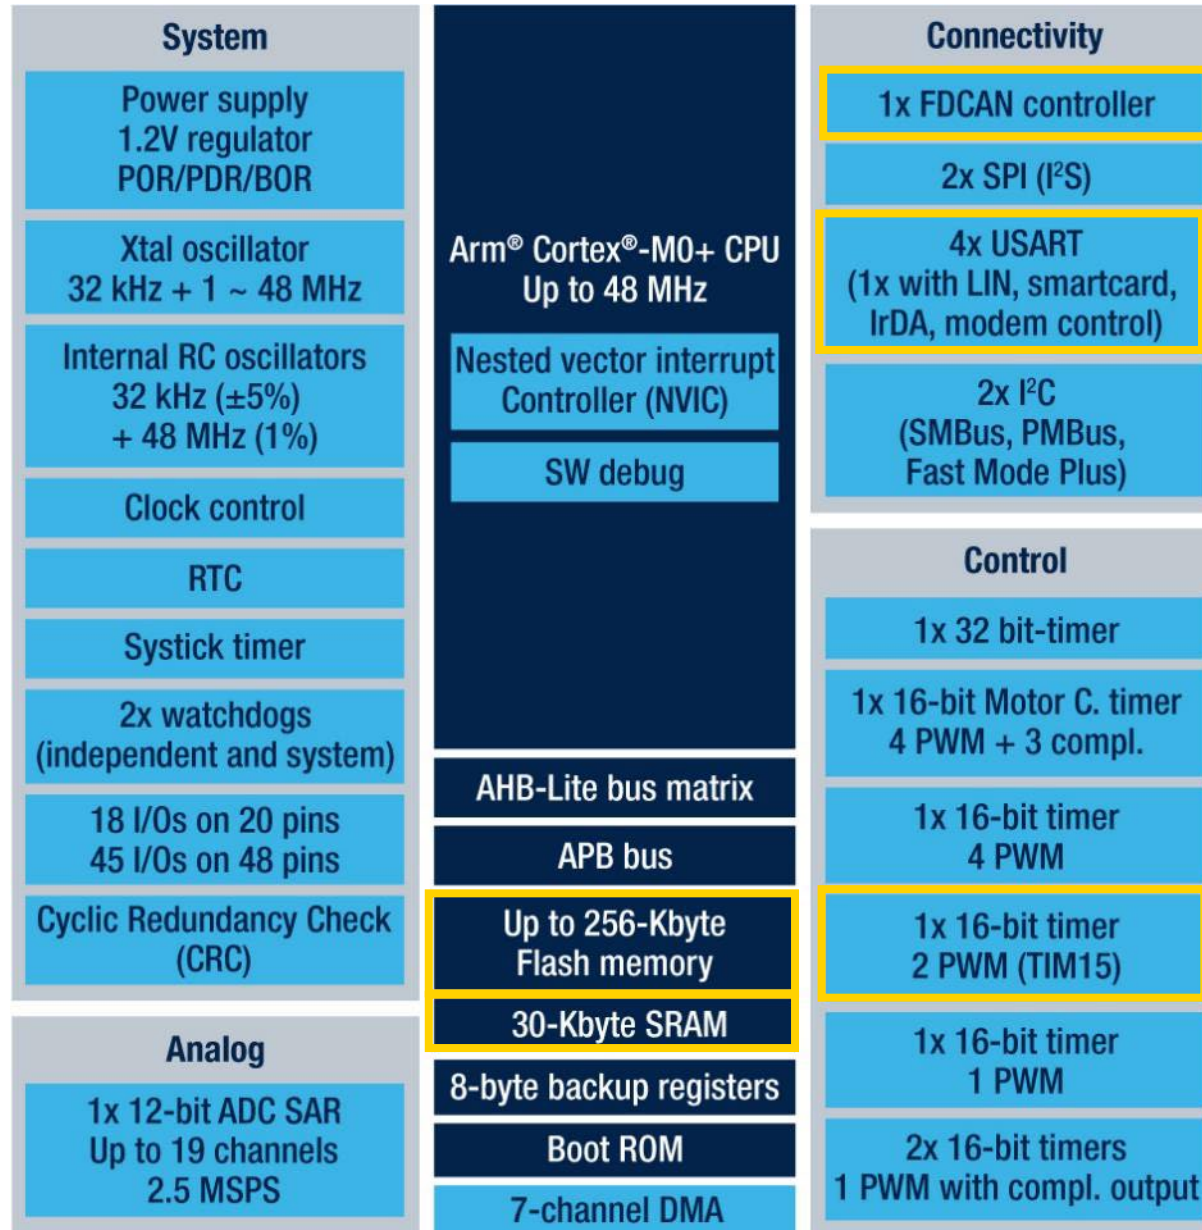 System
Power supply
1.2V regulator
POR/PDR/BOR
Xtal oscillator
32 kHz + 1 ~ 48 MHz
Internal RC oscillators
32 kHz (±5%)
+ 48 MHz (1%)
Clock control
RTC
Systick timer
2x watchdogs
(independent and system)
18 I/Os on 20 pins
45 I/Os on 48 pins
Cyclic Redundancy Check
(CRC)
Analog
1x 12-bit ADC SAR
Up to 19 channels
2.5 MSPS
Arm® Cortex®-M0+ CPU
Up to 48 MHz
Nested vector interrupt
Controller (NVIC)
SW debug
AHB-Lite bus matrix
APB bus
Up to 256-Kbyte
Flash memory
30-Kbyte SRAM
8-byte backup registers
Boot ROM
7-channel DMA
Connectivity
1x FDCAN controller
2x SPI (I²S)
4x USART
(1x with LIN, smartcard,
IrDA, modem control)
2x I²C
(SMBus, PMBus,
Fast Mode Plus)
Control
1x 32 bit-timer
1x 16-bit Motor C. timer
4 PWM + 3 compl.
1x 16-bit timer
4 PWM
1x 16-bit timer
2 PWM (TIM15)
1x 16-bit timer
1 PWM
2x 16-bit timers
1 PWM with compl. output